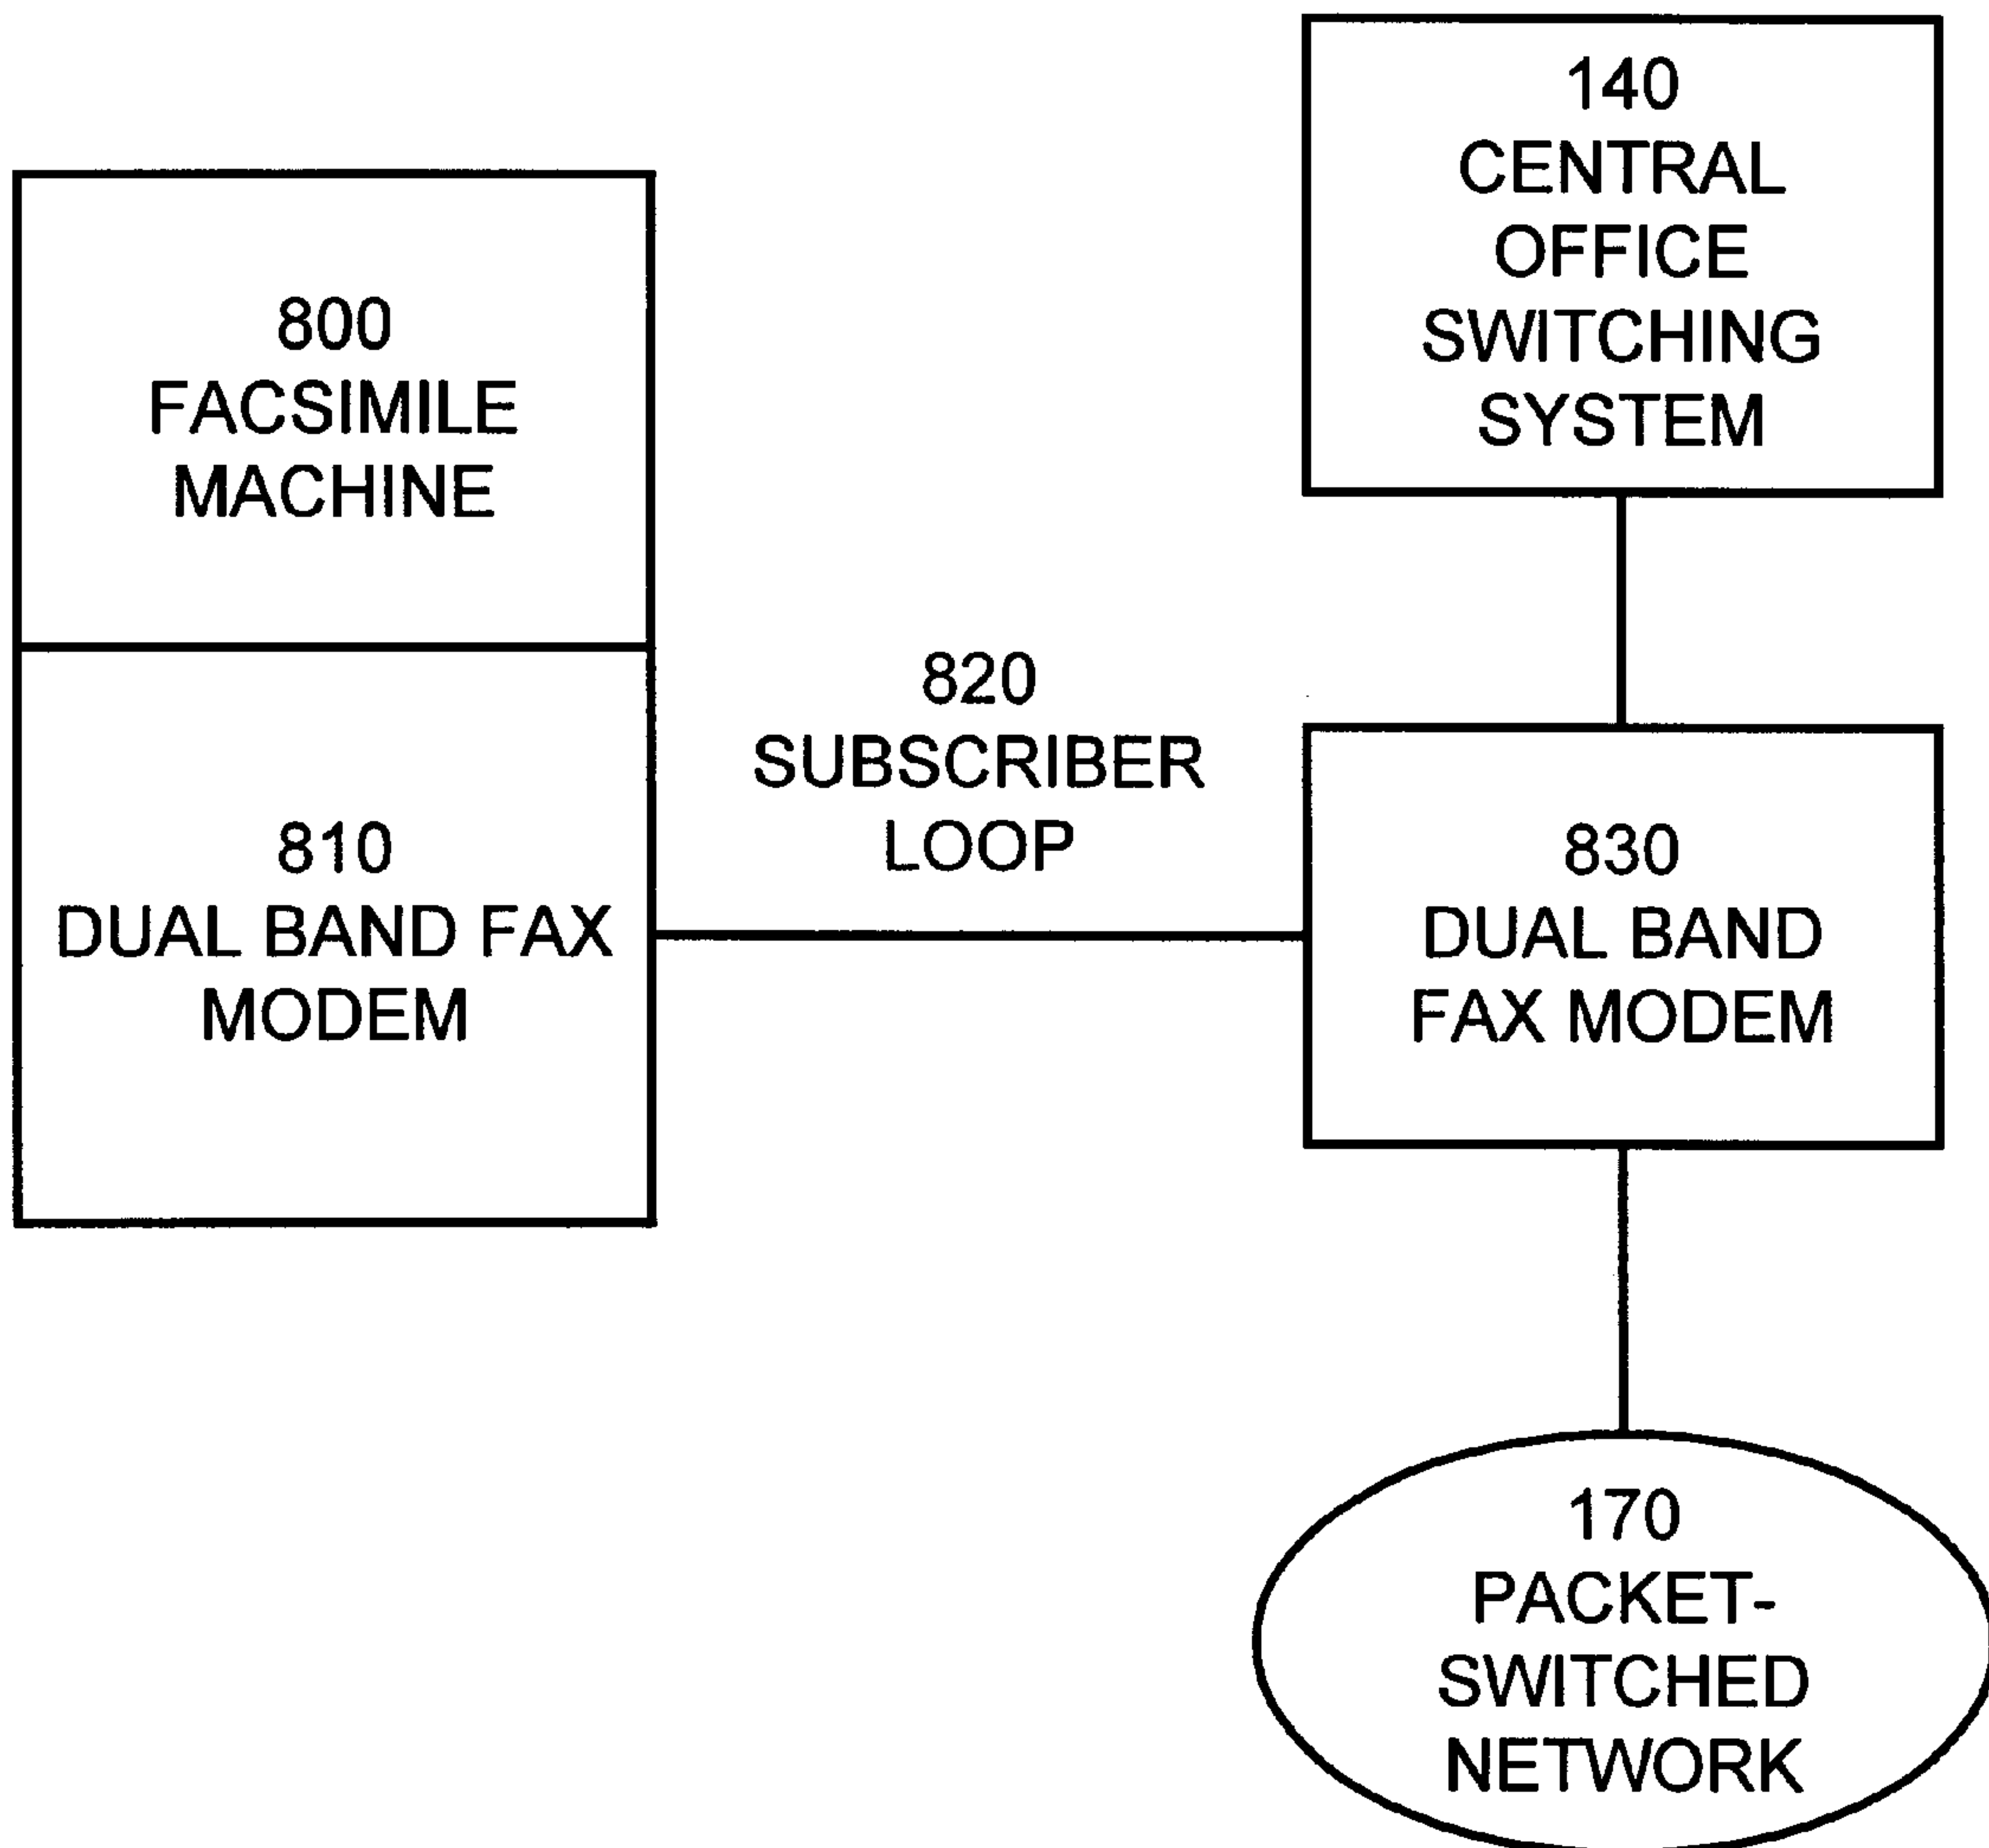 800
FACSIMILE
MACHINE
810
DUAL BAND FAX
MODEM
820
SUBSCRIBER
LOOP
140
CENTRAL
OFFICE
SWITCHING
SYSTEM
830
DUAL BAND
FAX MODEM
170
PACKET-
SWITCHED
NETWORK